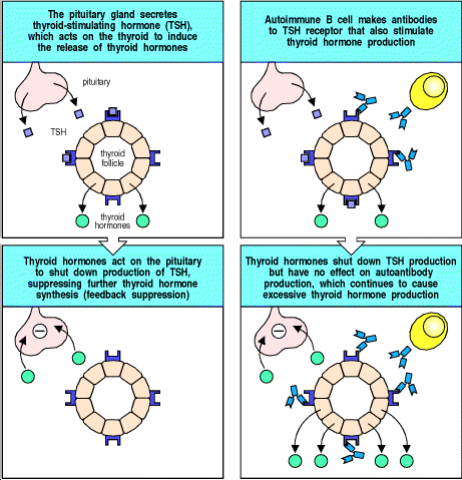 The pituitary gland secretes
thyroid-stimulating hormone (TSH),
which acts on the thyroid to induce
the release of thyroid hormones
pituitary
TSH
thyroid
follicle
thyroid
hormones
Autoimmune B cell makes antibodies
to TSH receptor that also stimulate
thyroid hormone production
Thyroid hormones act on the pituitary
to shut down production of TSH,
suppressing further thyroid hormone
synthesis (feedback suppression)
Thyroid hormones shut down TSH production
but have no effect on autoantibody
production, which continues to cause
excessive thyroid hormone production